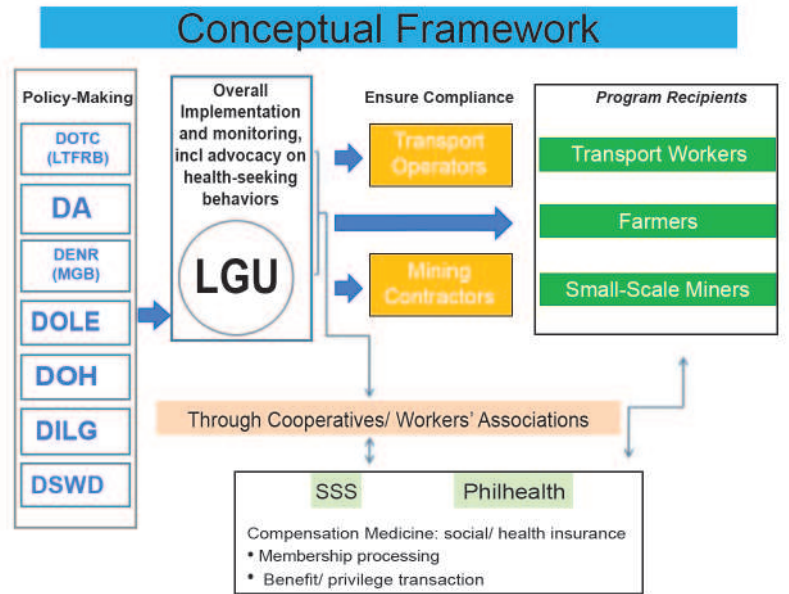 Conceptual Framework
Policy-Making
DOTC
(LTFRB)
DA
DENR
(MGB)
DOLE
DOH
DILG
DSWD
Overall
Implementation
and monitoring,
incl advocacy on
health-seeking
behaviors
LGU
Ensure Compliance
Transport
Operators
Mining
Contractors
Program Recipients
Transport Workers
Farmers
Small-Scale Miners
Through Cooperatives/ Workers' Associations
SSS
Philhealth
Compensation Medicine: social/ health insurance
• Membership processing
• Benefit/ privilege transaction